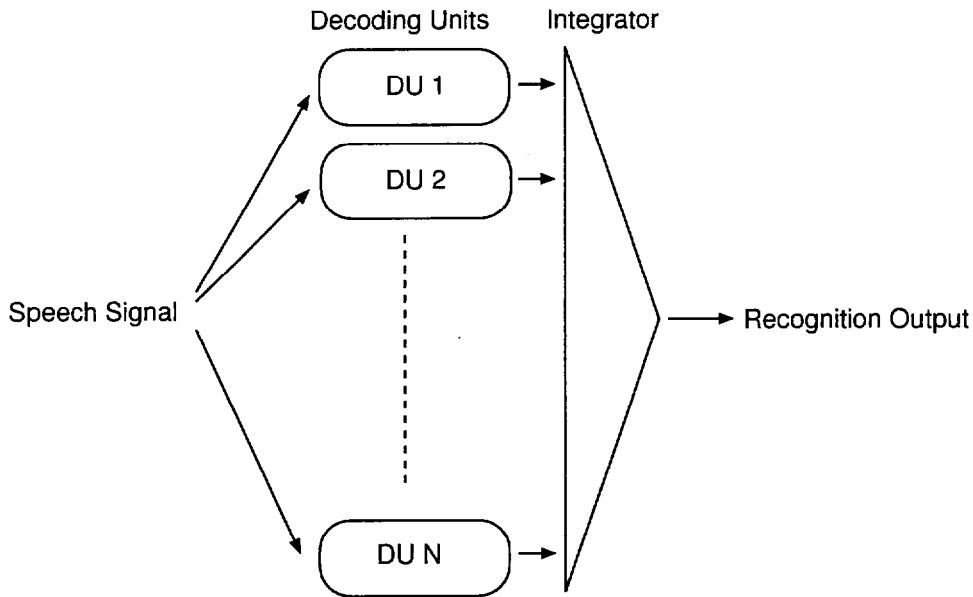 Decoding Units
Integrator
DU 1
DU 2
Speech Signal
Recognition Output
DU N